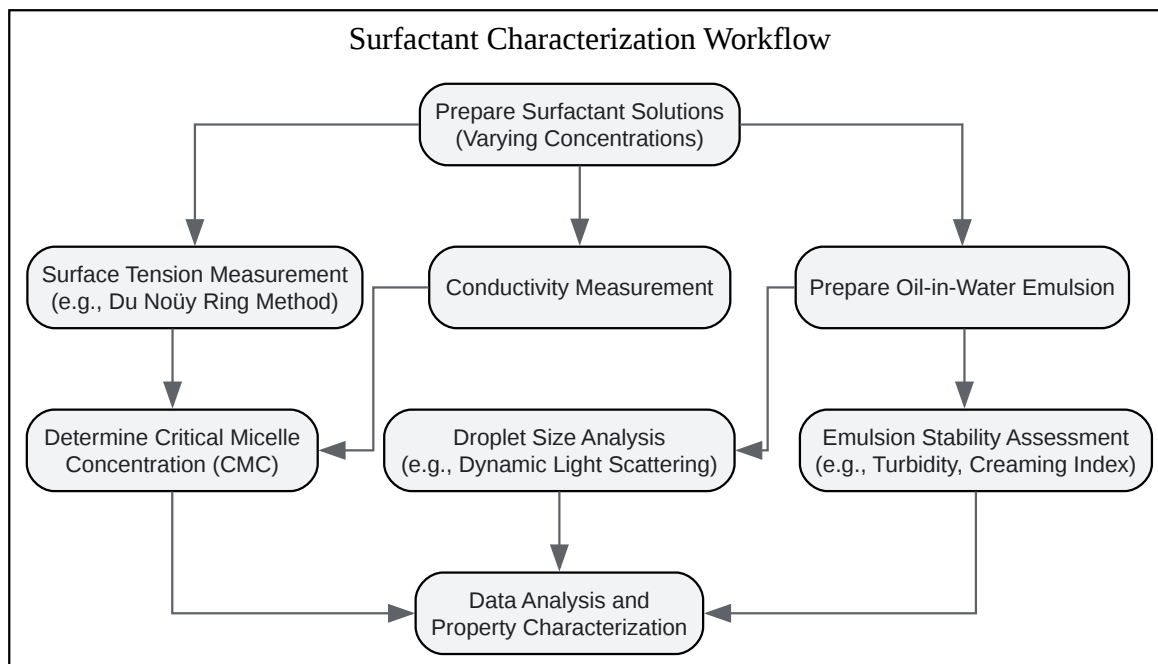 Surfactant Characterization Workflow
Prepare Surfactant Solutions
(Varying Concentrations)
Surface Tension Measurement
(e.g., Du Noüy Ring Method)
Conductivity Measurement
Prepare Oil-in-Water Emulsion
Determine Critical Micelle
Concentration (CMC)
Droplet Size Analysis
(e.g., Dynamic Light Scattering)
Emulsion Stability Assessment
(e.g., Turbidity, Creaming Index)
Data Analysis and
Property Characterization